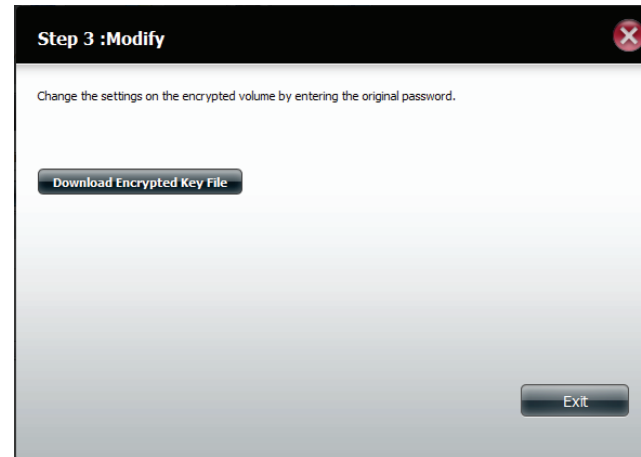 Step 3 :Modify
Change the settings on the encrypted volume by entering the original password.
Download Encrypted Key File
Exit